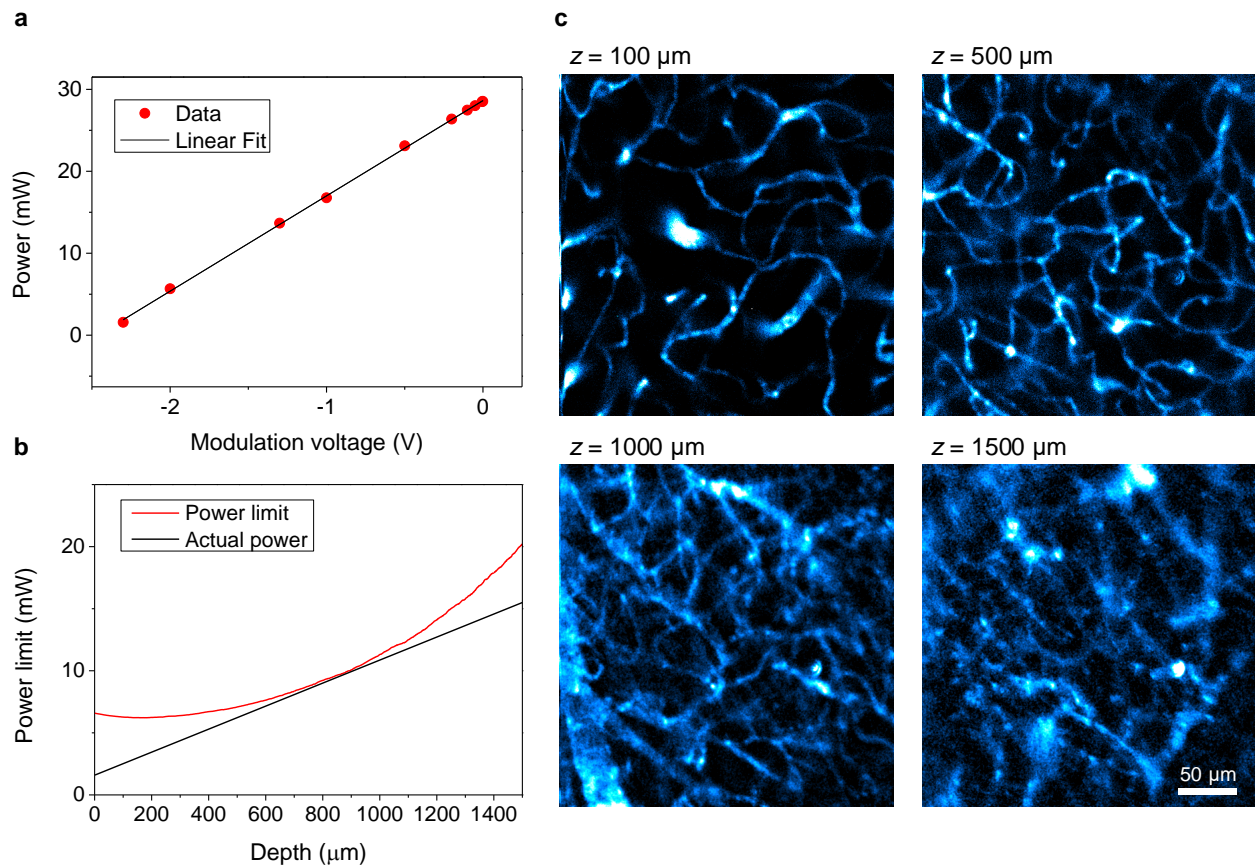 a
Data
Linear Fit
30
20
10
0
Power (mW)
-2
-1
0
Modulation voltage (V)
b
Power limit
Actual power
20
10
0
Power limit (mW)
0
200
400
600
800
1000
1200
1400
Depth (μm)
c
z = 100 µm
z = 500 µm
z = 1000 µm
z = 1500 µm
50 µm